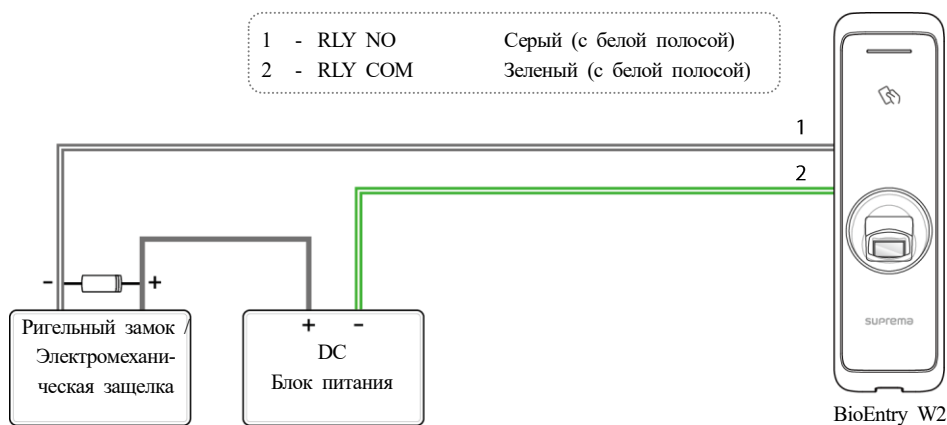 1 - RLY NO Серый (с белой полосой)
2 - RLY COM Зеленый (с белой полосой)
1
2
- +
Ригельный замок /
Электромехани-
ческая защелка
+ -
DC
Блок питания
suprema
BioEntry W2